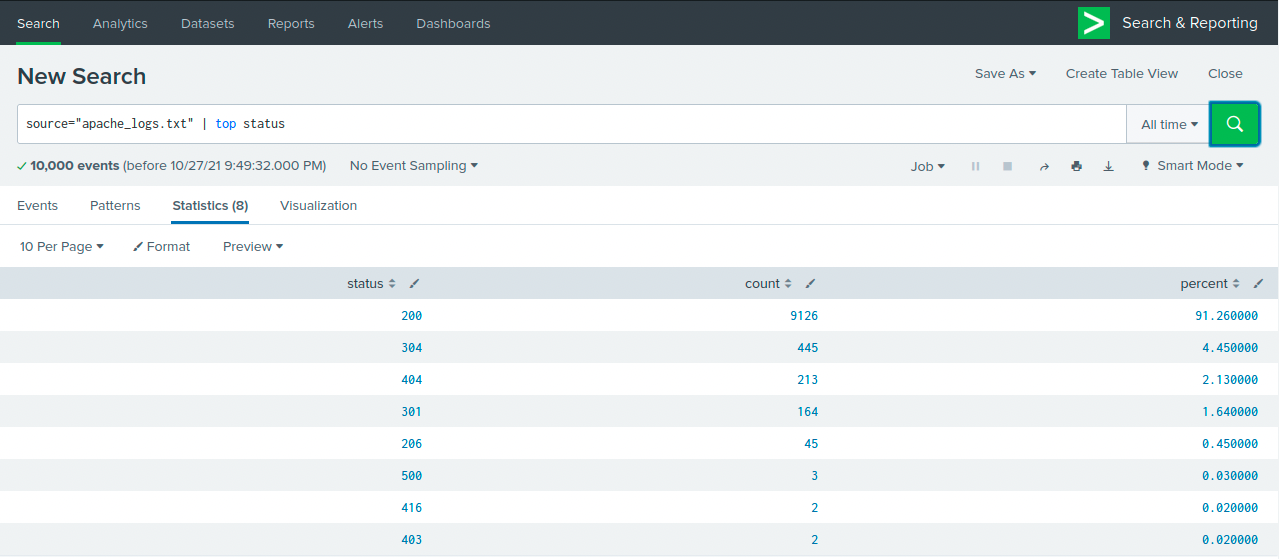 Search Analytics Datasets Reports Alerts Dashboards Search & Reporting
New Search Save As Create Table View Close
source="apache_logs.txt" | top status All time
10,000 events (before 10/27/21 9:49:32.000 PM) No Event Sampling Job Smart Mode
Events Patterns Statistics (8) Visualization
10 Per Page Format Preview
status count percent
200 9126 91.260000
304 445 4.450000
404 213 2.130000
301 164 1.640000
206 45 0.450000
500 3 0.030000
416 2 0.020000
403 2 0.020000